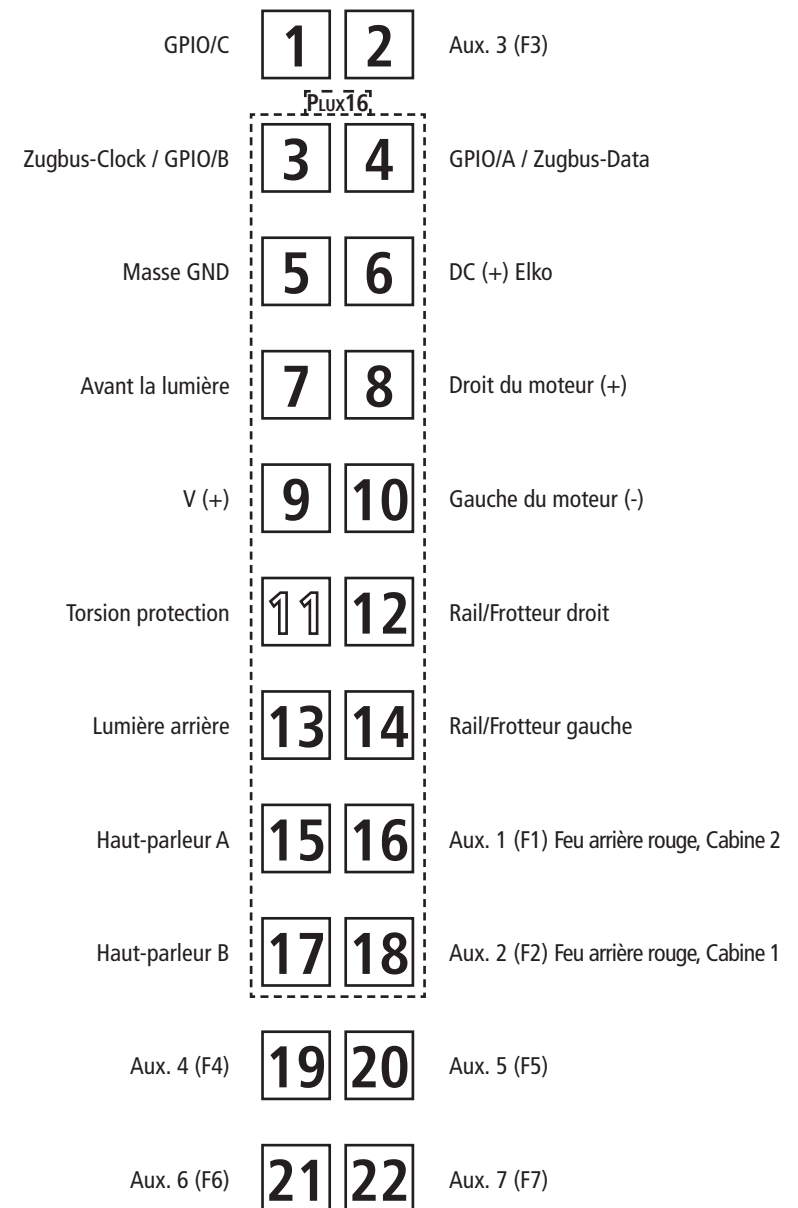 GPIO/C 1 2 Aux. 3 (F3)
PLUX16
Zugbus-Clock / GPIO/B 3 4 GPIO/A / Zugbus-Data
Masse GND 5 6 DC (+) Elko
Avant la lumière 7 8 Droit du moteur (+)
V (+) 9 10 Gauche du moteur (-)
Torsion protection 11 12 Rail/Frotteur droit
Lumière arrière 13 14 Rail/Frotteur gauche
Haut-parleur A 15 16 Aux. 1 (F1) Feu arrière rouge, Cabine 2
Haut-parleur B 17 18 Aux. 2 (F2) Feu arrière rouge, Cabine 1
Aux. 4 (F4) 19 20 Aux. 5 (F5)
Aux. 6 (F6) 21 22 Aux. 7 (F7)